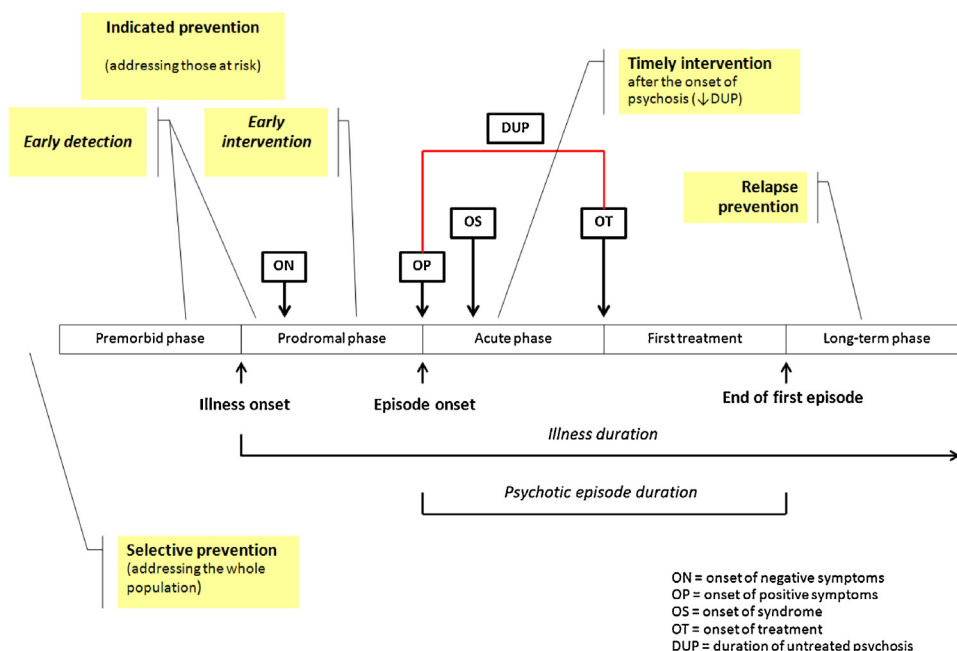 Indicated prevention
(addressing those at risk)
Early detection
Early
intervention
Timely intervention
after the onset of
psychosis (↓DUP)
DUP
Relapse
prevention
OS
OT
ON
OP
Premorbid phase
Prodromal phase
Acute phase
First treatment
Long-term phase
Illness onset
Episode onset
End of first episode
Illness duration
Psychotic episode duration
Selective prevention
(addressing the whole
population)
ON = onset of negative symptoms
OP = onset of positive symptoms
OS = onset of syndrome
OT = onset of treatment
DUP = duration of untreated psychosis